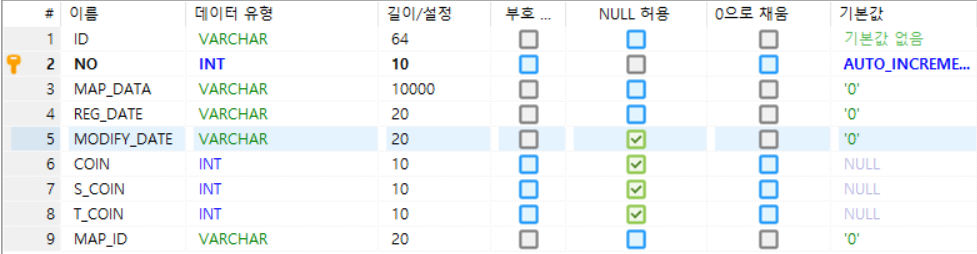 # 이름 데이터 유형 길이/설정 부호 ... NULL 허용 0으로 채움 기본값
1 ID VARCHAR 64 기본값 없음
2 NO INT 10 AUTO_INCREME...
3 MAP_DATA VARCHAR 10000 '0'
4 REG_DATE VARCHAR 20 '0'
5 MODIFY_DATE VARCHAR 20 '0'
6 COIN INT 10 NULL
7 S_COIN INT 10 NULL
8 T_COIN INT 10 NULL
9 MAP_ID VARCHAR 20 '0'